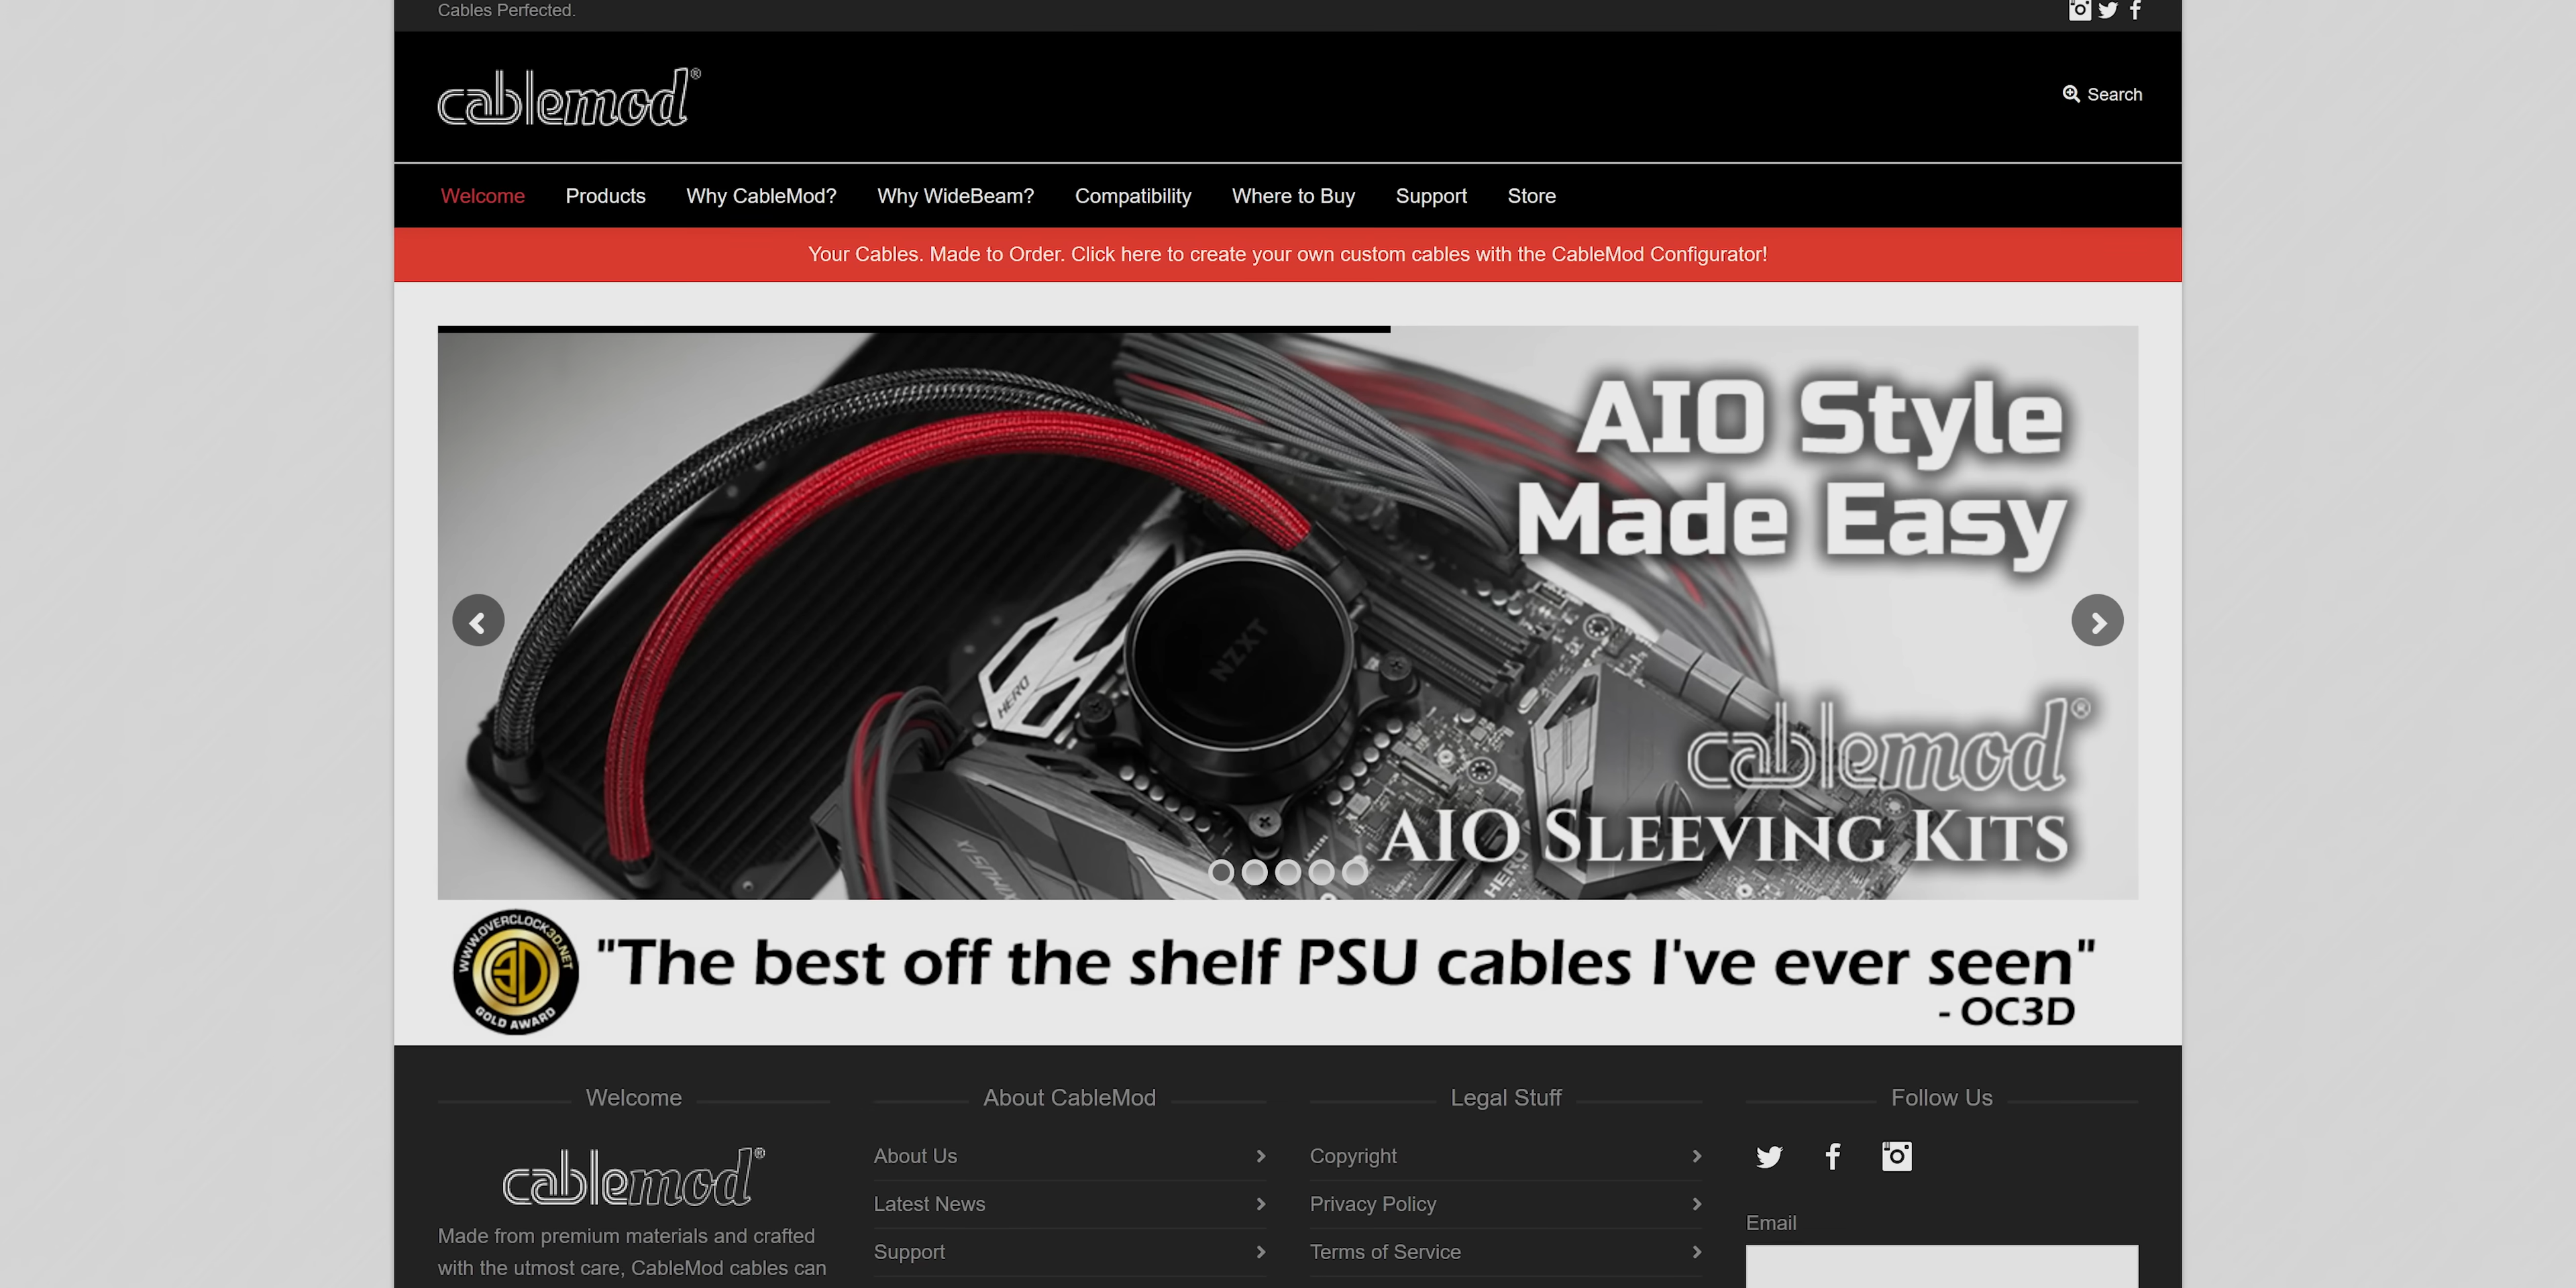 Cables Perfected.
cablemod®
Search
Welcome Products Why CableMod? Why WideBeam? Compatibility Where to Buy Support Store
Your Cables. Made to Order. Click here to create your own custom cables with the CableMod Configurator!
AIO Style
Made Easy
NZXT
HERO
cablemod®
AIO SLEEVING KITS
HERO
WWW.OVERCLOCK3D.NET
3D
GOLD AWARD
"The best off the shelf PSU cables I've ever seen"
- OC3D
Welcome
cablemod®
Made from premium materials and crafted
with the utmost care, CableMod cables can
About CableMod
About Us
Latest News
Support
Legal Stuff
Copyright
Privacy Policy
Terms of Service
Follow Us
Email